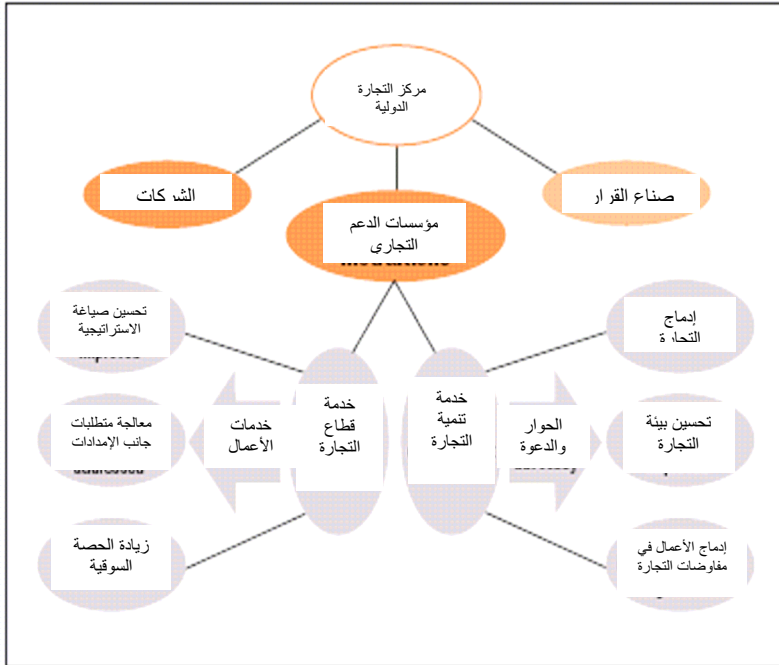 مركز التجارة
الدولية
صناع القرار
الشركات
مؤسسات الدعم
التجاري
إدماج
التجارة
تحسين صياغة
الاستراتيجية
خدمة
تنمية
التجارة
خدمة
قطاع
التجارة
الحوار
والدعوة
خدمات
الأعمال
تحسين بيئة
التجارة
معالجة متطلبات
جانب الإمدادات
إدماج الأعمال في
مفاوضات التجارة
زيادة الحصة
السوقية